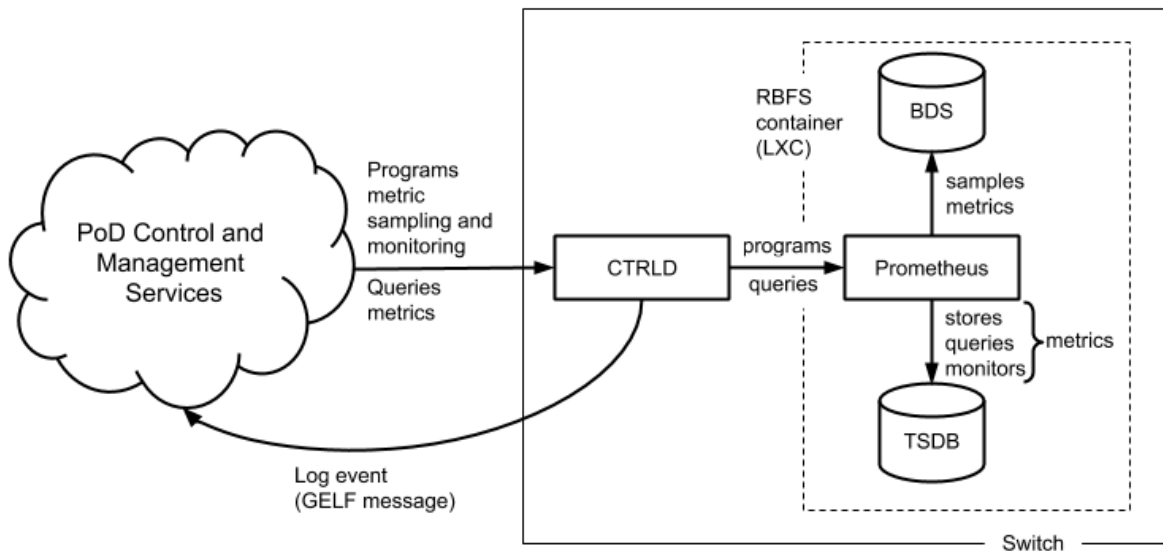 PoD Control and
Management
Services
Programs
metric
sampling and
monitoring
Queries
metrics
Log event
(GELF message)
CTRLD
programs
queries
RBFS
container
(LXC)
BDS
samples
metrics
Prometheus
stores
queries
monitors
metrics
TSDB
Switch